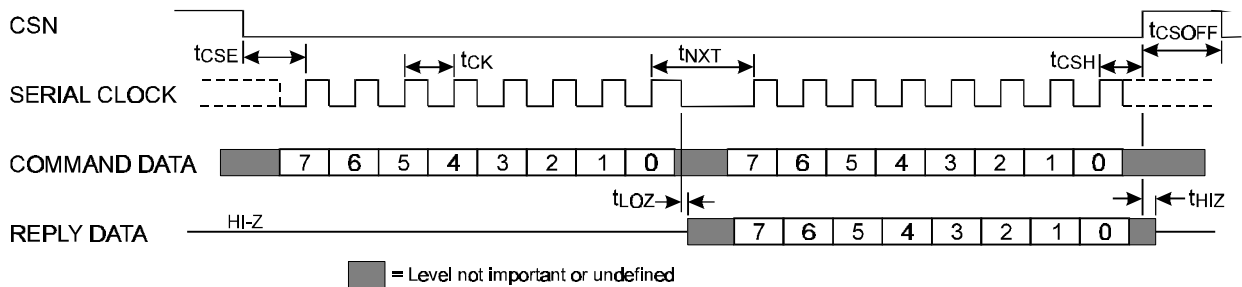 CSN
tCSE
tCK
tNXT
tCSH
tCSOFF
SERIAL CLOCK
COMMAND DATA
7 6 5 4 3 2 1 0 7 6 5 4 3 2 1 0
tLOZ
tHIZ
REPLY DATA
HI-Z
7 6 5 4 3 2 1 0
= Level not important or undefined